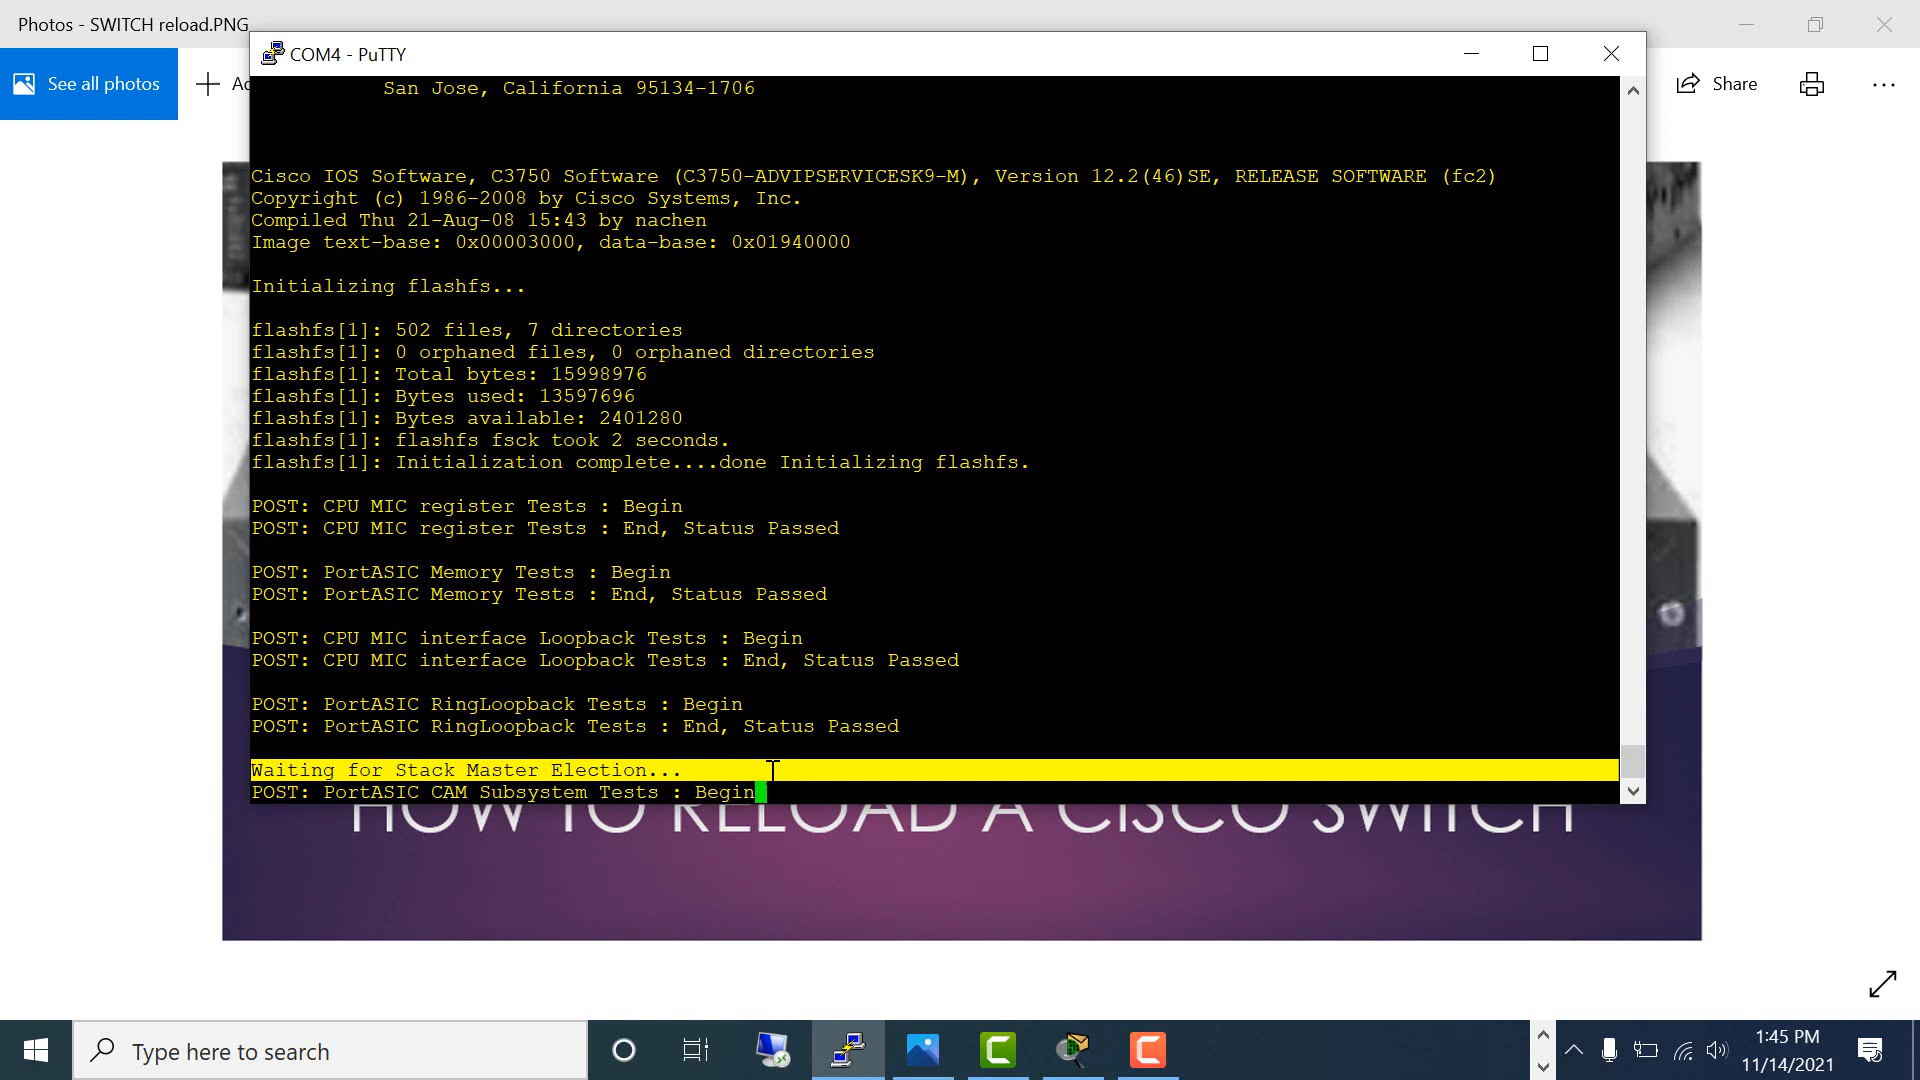 Photos - SWITCH reload.PNG
COM4 - PuTTY
See all photos
Share
San Jose, California 95134-1706
Cisco IOS Software, C3750 Software (C3750-ADVIPSERVICESK9-M), Version 12.2(46)SE, RELEASE SOFTWARE (fc2)
Copyright (c) 1986-2008 by Cisco Systems, Inc.
Compiled Thu 21-Aug-08 15:43 by nachen
Image text-base: 0x00003000, data-base: 0x01940000
Initializing flashfs...
flashfs[1]: 502 files, 7 directories
flashfs[1]: 0 orphaned files, 0 orphaned directories
flashfs[1]: Total bytes: 15998976
flashfs[1]: Bytes used: 13597696
flashfs[1]: Bytes available: 2401280
flashfs[1]: flashfs fsck took 2 seconds.
flashfs[1]: Initialization complete....done Initializing flashfs.
POST: CPU MIC register Tests : Begin
POST: CPU MIC register Tests : End, Status Passed
POST: PortASIC Memory Tests : Begin
POST: PortASIC Memory Tests : End, Status Passed
POST: CPU MIC interface Loopback Tests : Begin
POST: CPU MIC interface Loopback Tests : End, Status Passed
POST: PortASIC RingLoopback Tests : Begin
POST: PortASIC RingLoopback Tests : End, Status Passed
Waiting for Stack Master Election...
POST: PortASIC CAM Subsystem Tests : Begin
HOW TO RELOAD A CISCO SWITCH
Type here to search
1:45 PM
11/14/2021